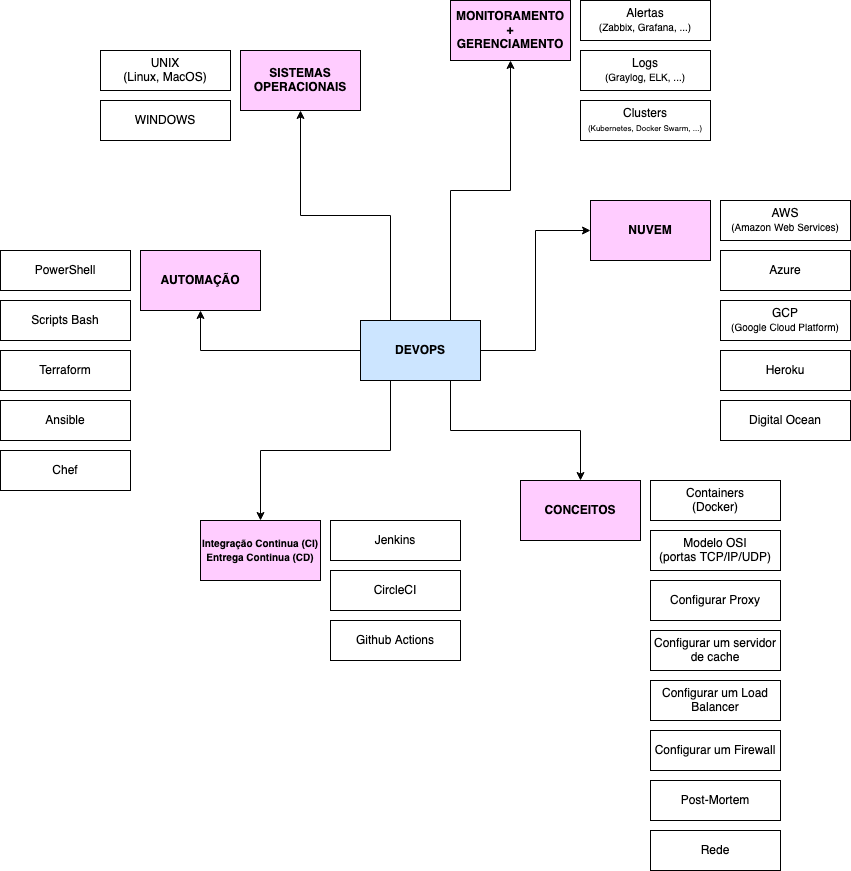 MONITORAMENTO
+
GERENCIAMENTO
Alertas
(Zabbix, Grafana, ...)
Logs
(Graylog, ELK, ...)
Clusters
(Kubernetes, Docker Swarm, ...)
SISTEMAS
OPERACIONAIS
UNIX
(Linux, MacOS)
WINDOWS
NUVEM
AWS
(Amazon Web Services)
Azure
GCP
(Google Cloud Platform)
Heroku
Digital Ocean
AUTOMAÇÃO
PowerShell
Scripts Bash
Terraform
Ansible
Chef
DEVOPS
CONCEITOS
Containers
(Docker)
Modelo OSI
(portas TCP/IP/UDP)
Configurar Proxy
Configurar um servidor
de cache
Configurar um Load
Balancer
Configurar um Firewall
Post-Mortem
Rede
Integração Continua (CI)
Entrega Continua (CD)
Jenkins
CircleCI
Github Actions